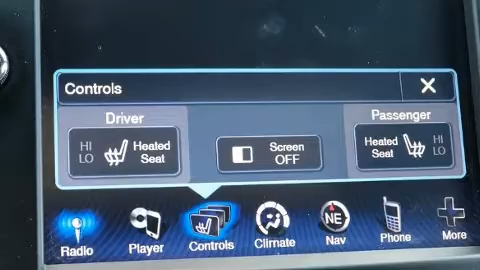 Controls
Driver
Passenger
HI
LO
Heated
Seat
Screen
OFF
Heated
Seat
HI
LO
NE
Radio
Player
Controls
Climate
Nav
Phone
More